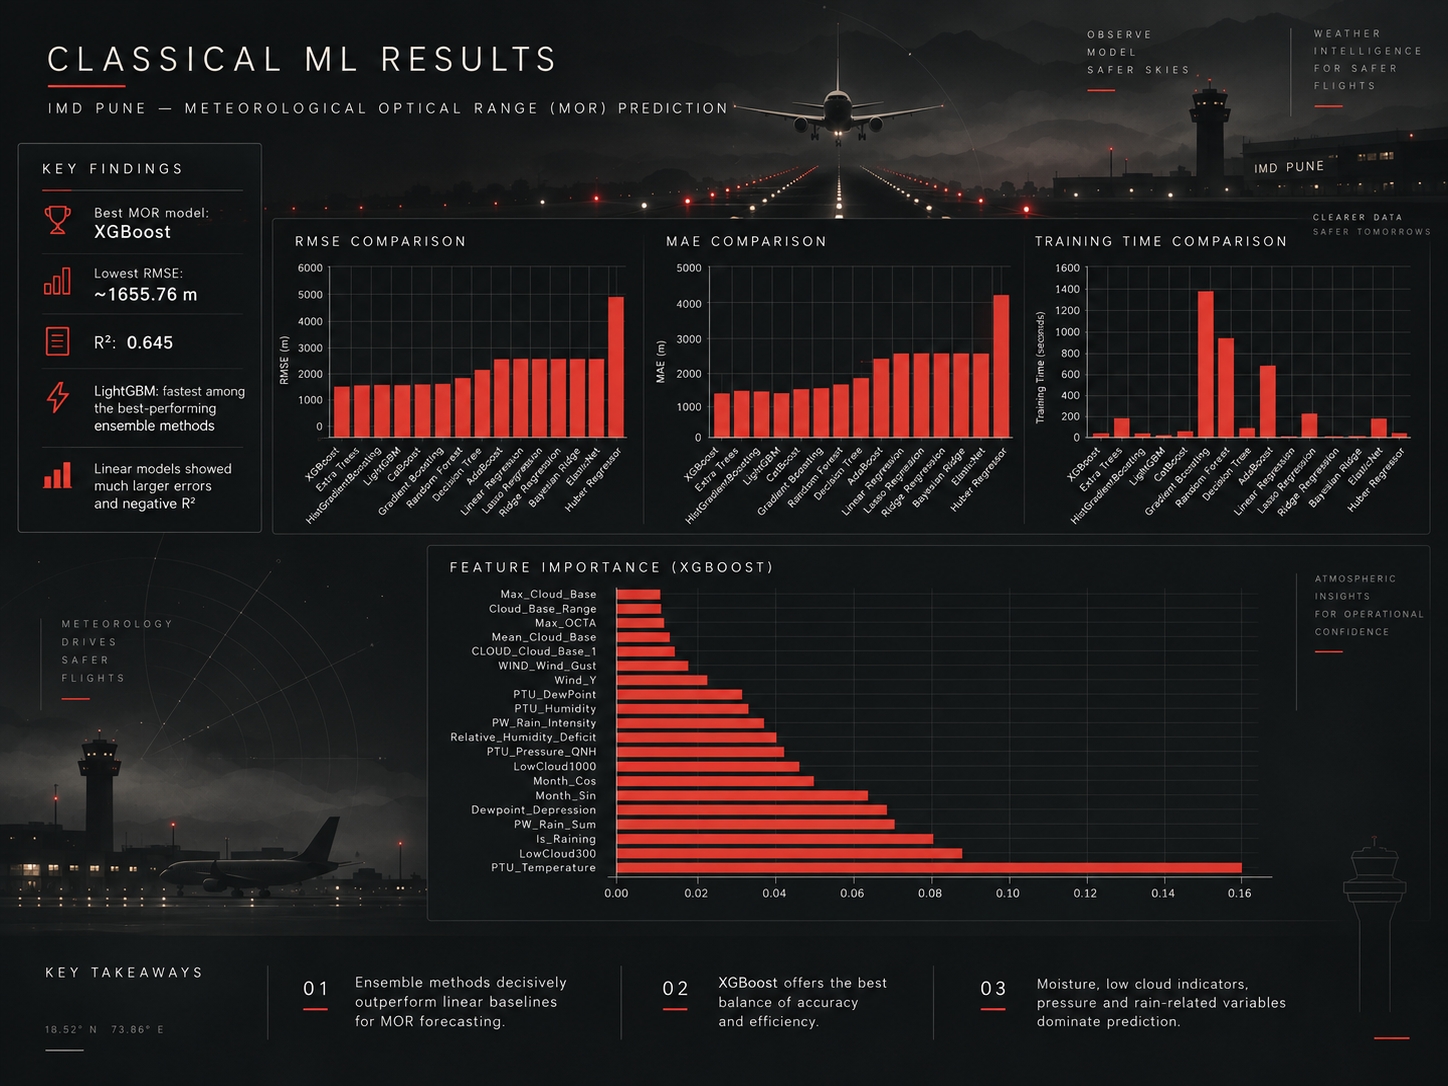 CLASSICAL ML RESULTS
IMD PUNE — METEOROLOGICAL OPTICAL RANGE (MOR) PREDICTION
OBSERVE
MODEL
SAFER SKIES
WEATHER
INTELLIGENCE
FOR SAFER
FLIGHTS
IMD PUNE
CLEARER DATA
SAFER TOMORROWS
KEY FINDINGS
Best MOR model:
XGBoost
Lowest RMSE:
~1655.76 m
R²: 0.645
LightGBM: fastest among
the best-performing
ensemble methods
Linear models showed
much larger errors
and negative R²
RMSE COMPARISON
RMSE (m)
6000
5000
4000
3000
2000
1000
0
XGBoost
Extra Trees
HistGradientBoosting
LightGBM
CatBoost
Gradient Boosting
Random Forest
Decision Tree
AdaBoost
Linear Regression
Lasso Regression
Ridge Regression
Bayesian Ridge
ElasticNet
Huber Regressor
MAE COMPARISON
MAE (m)
5000
4000
3000
2000
1000
0
XGBoost
Extra Trees
HistGradientBoosting
LightGBM
CatBoost
Gradient Boosting
Random Forest
Decision Tree
AdaBoost
Linear Regression
Lasso Regression
Ridge Regression
Bayesian Ridge
ElasticNet
Huber Regressor
TRAINING TIME COMPARISON
Training Time (seconds)
1600
1400
1200
1000
800
600
400
200
0
XGBoost
Extra Trees
HistGradientBoosting
LightGBM
CatBoost
Gradient Boosting
Random Forest
Decision Tree
AdaBoost
Linear Regression
Lasso Regression
Ridge Regression
Bayesian Ridge
ElasticNet
Huber Regressor
METEOROLOGY
DRIVES
SAFER
FLIGHTS
FEATURE IMPORTANCE (XGBOOST)
Max_Cloud_Base
Cloud_Base_Range
Max_OCTA
Mean_Cloud_Base
CLOUD_Cloud_Base_1
WIND_Wind_Gust
Wind_Y
PTU_DewPoint
PTU_Humidity
PW_Rain_Intensity
Relative_Humidity_Deficit
PTU_Pressure_QNH
LowCloud1000
Month_Cos
Month_Sin
Dewpoint_Depression
PW_Rain_Sum
Is_Raining
LowCloud300
PTU_Temperature
0.00 0.02 0.04 0.06 0.08 0.10 0.12 0.14 0.16
ATMOSPHERIC
INSIGHTS
FOR OPERATIONAL
CONFIDENCE
KEY TAKEAWAYS
18.52° N 73.86° E
01
Ensemble methods decisively
outperform linear baselines
for MOR forecasting.
02
XGBoost offers the best
balance of accuracy
and efficiency.
03
Moisture, low cloud indicators,
pressure and rain-related variables
dominate prediction.